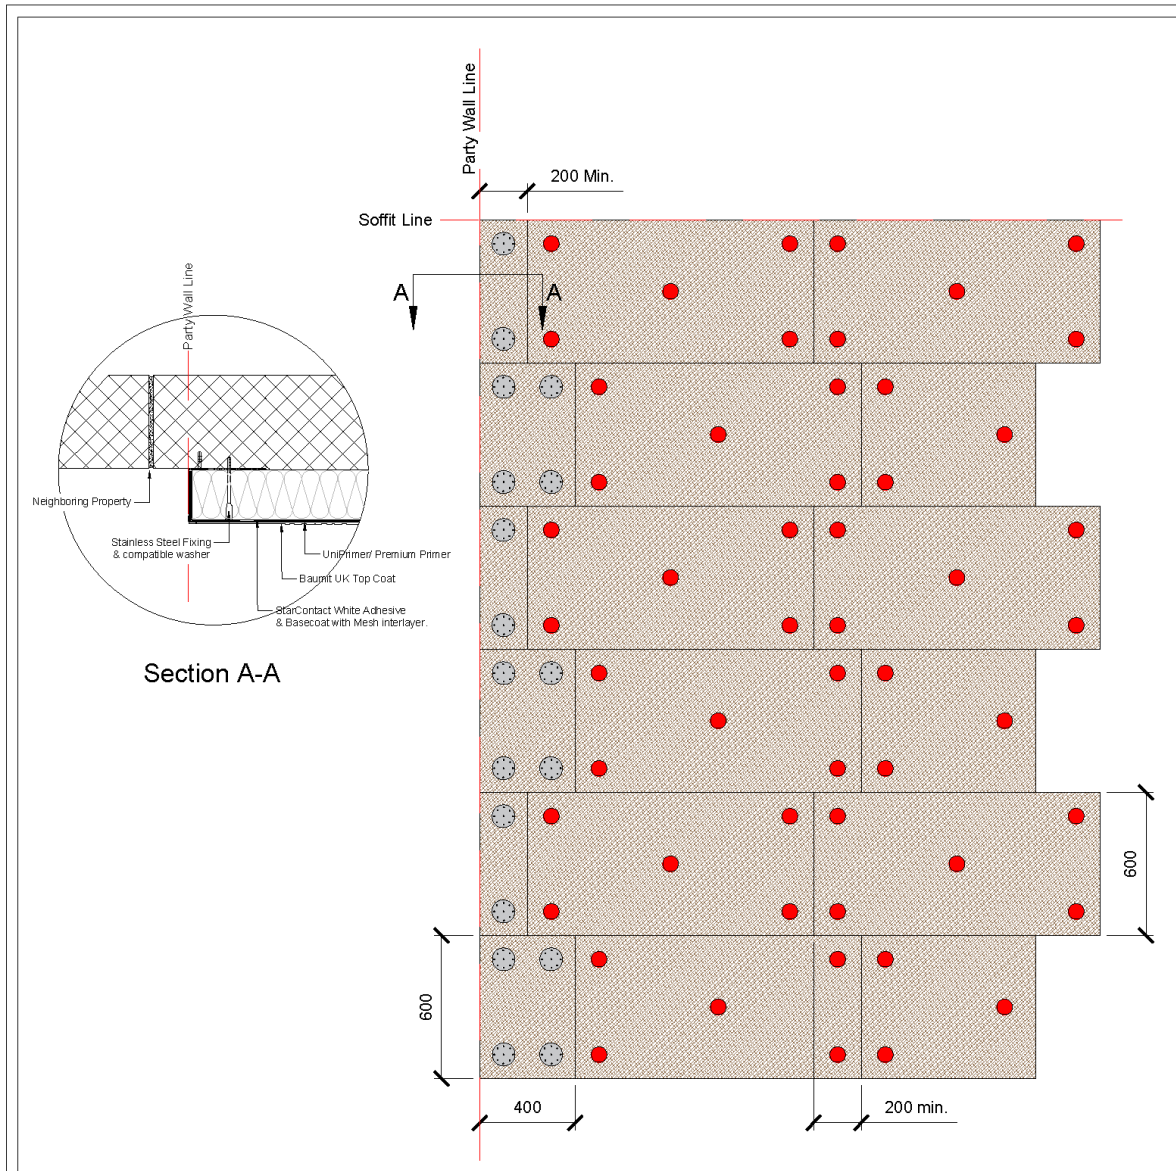 Party Wall Line
200 Min.
Soffit Line
A
A
Party Wall Line
Neighboring Property
Stainless Steel Fixing
& compatible washer
UniPrimer/ Premium Primer
Baumit UK Top Coat
StarContact White Adhesive
& Basecoat with Mesh interlayer.
Section A-A
600
600
400
200 min.